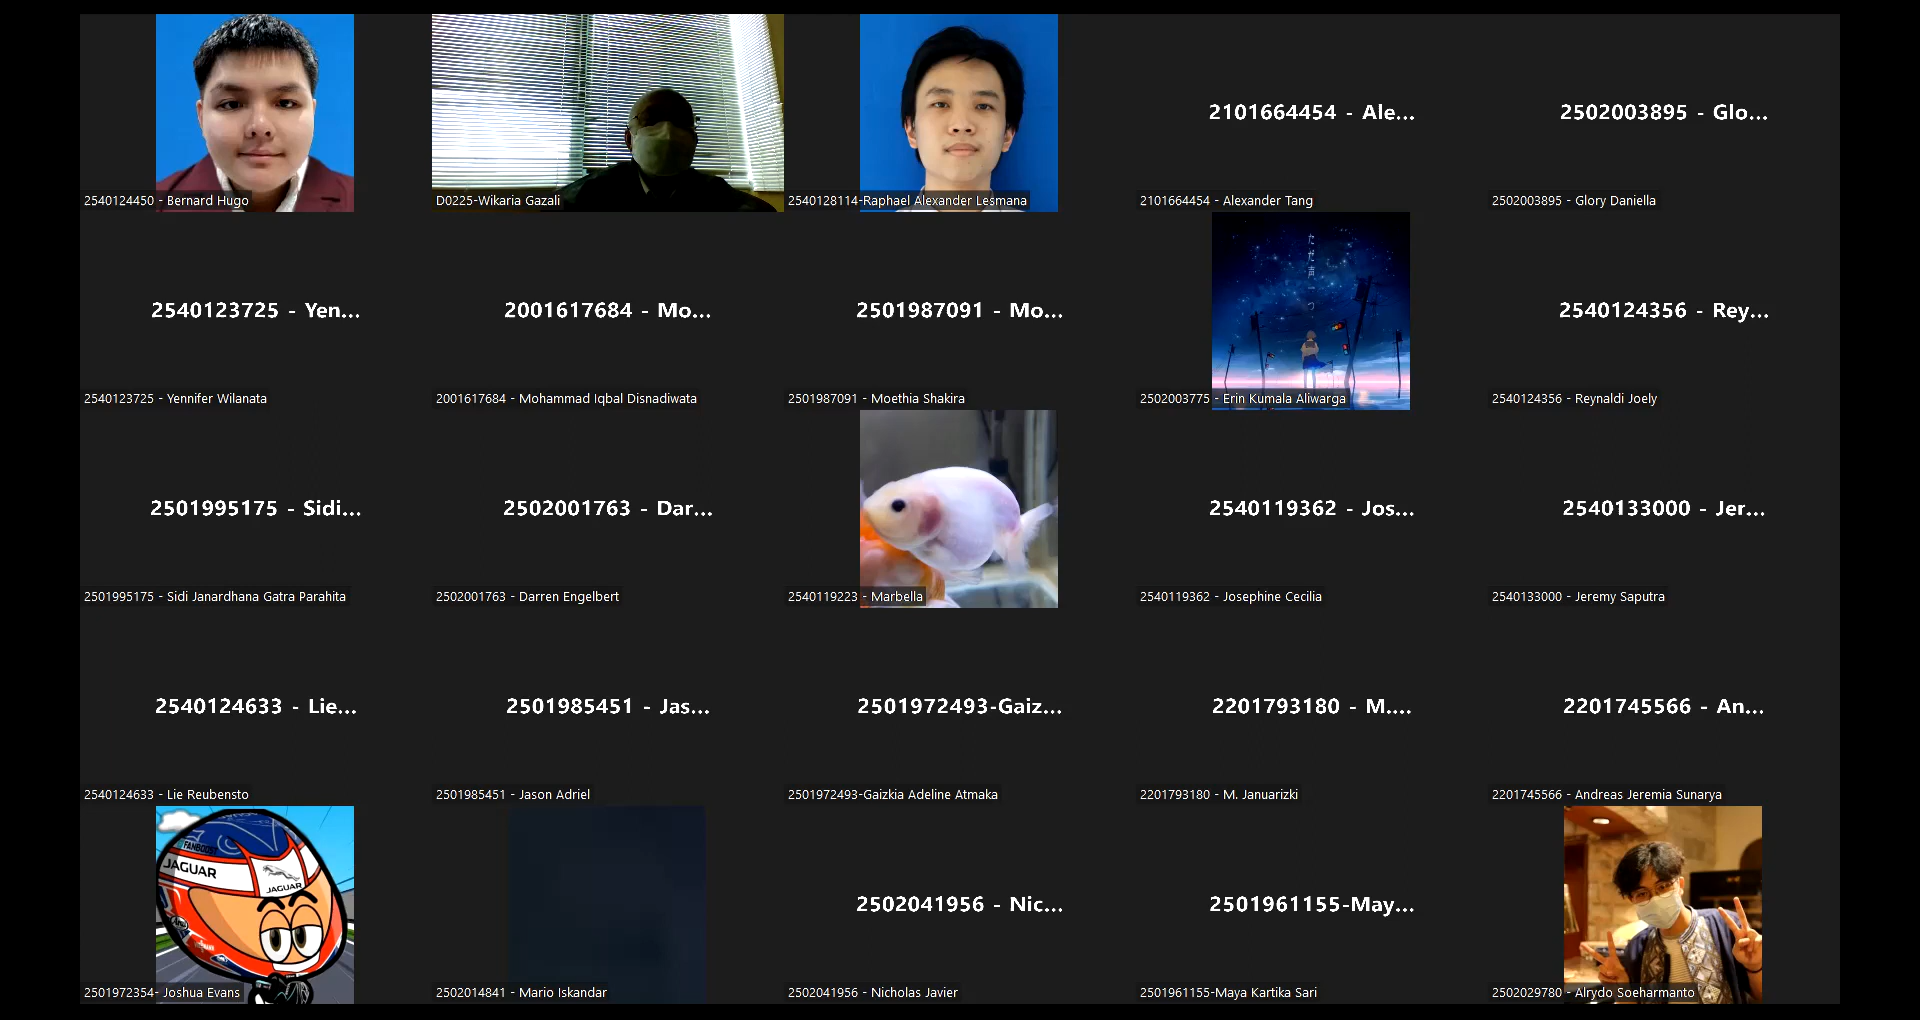 2540124450 - Bernard Hugo
D0225-Wikaria Gazali
2540128114-Raphael Alexander Lesmana
2101664454 - Ale...
2101664454 - Alexander Tang
2502003895 - Glo...
2502003895 - Glory Daniella
2540123725 - Yen...
2540123725 - Yennifer Wilanata
2001617684 - Mo...
2001617684 - Mohammad Iqbal Disnadiwata
2501987091 - Mo...
2501987091 - Moethia Shakira
ただ声一つ
2502003775 - Erin Kumala Aliwarga
2540124356 - Rey...
2540124356 - Reynaldi Joely
2501995175 - Sidi...
2501995175 - Sidi Janardhana Gatra Parahita
2502001763 - Dar...
2502001763 - Darren Engelbert
2540119223 - Marbella
2540119362 - Jos...
2540119362 - Josephine Cecilia
2540133000 - Jer...
2540133000 - Jeremy Saputra
2540124633 - Lie...
2540124633 - Lie Reubensto
2501985451 - Jas...
2501985451 - Jason Adriel
2501972493-Gaiz...
2501972493-Gaizkia Adeline Atmaka
2201793180 - M....
2201793180 - M. Januarizki
2201745566 - An...
2201745566 - Andreas Jeremia Sunarya
FANBOOST
JAGUAR
JAGUAR
2501972354- Joshua Evans
2502014841 - Mario Iskandar
2502041956 - Nic...
2502041956 - Nicholas Javier
2501961155-May...
2501961155-Maya Kartika Sari
2502029780 - Alrydo Soeharmanto